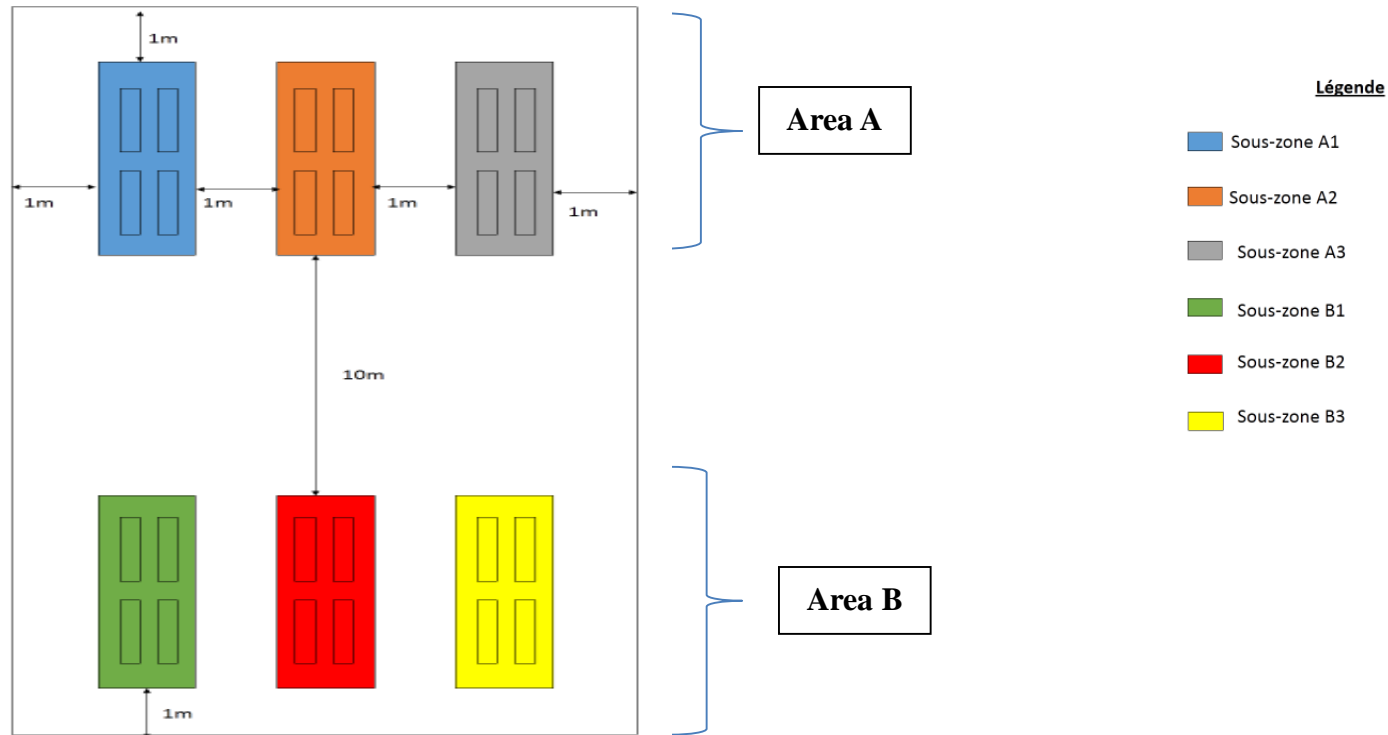 1m
Area A
1m
1m
1m
1m
10m
Area B
1m
Légende
Sous-zone A1
Sous-zone A2
Sous-zone A3
Sous-zone B1
Sous-zone B2
Sous-zone B3